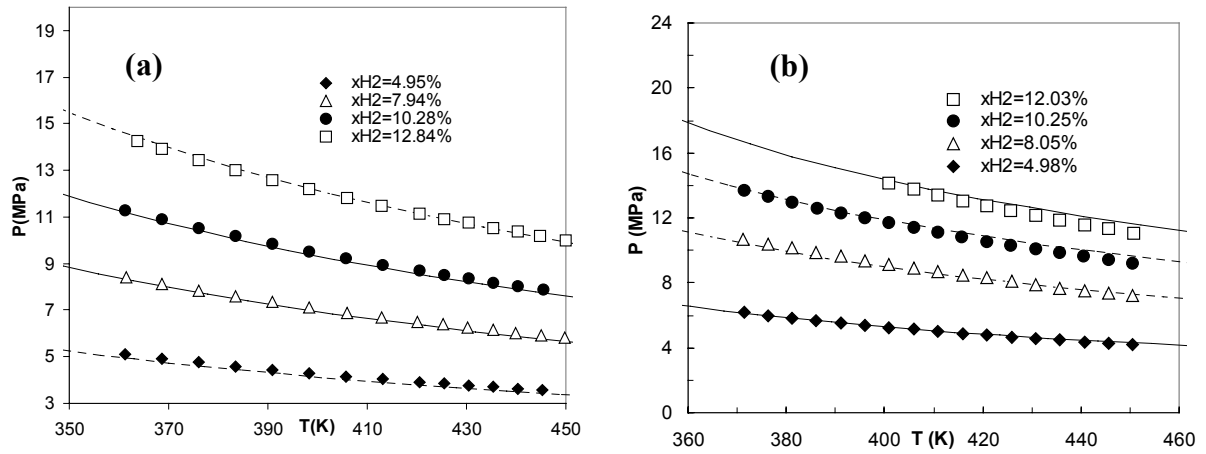 (a)
xH2=4.95%
xH2=7.94%
xH2=10.28%
xH2=12.84%
P(MPa)
19
17
15
13
11
9
7
5
3
350
370
390
410
430
450
T(K)
(b)
xH2=12.03%
xH2=10.25%
xH2=8.05%
xH2=4.98%
P (MPa)
24
20
16
12
8
4
0
360
380
400
420
440
460
T (K)